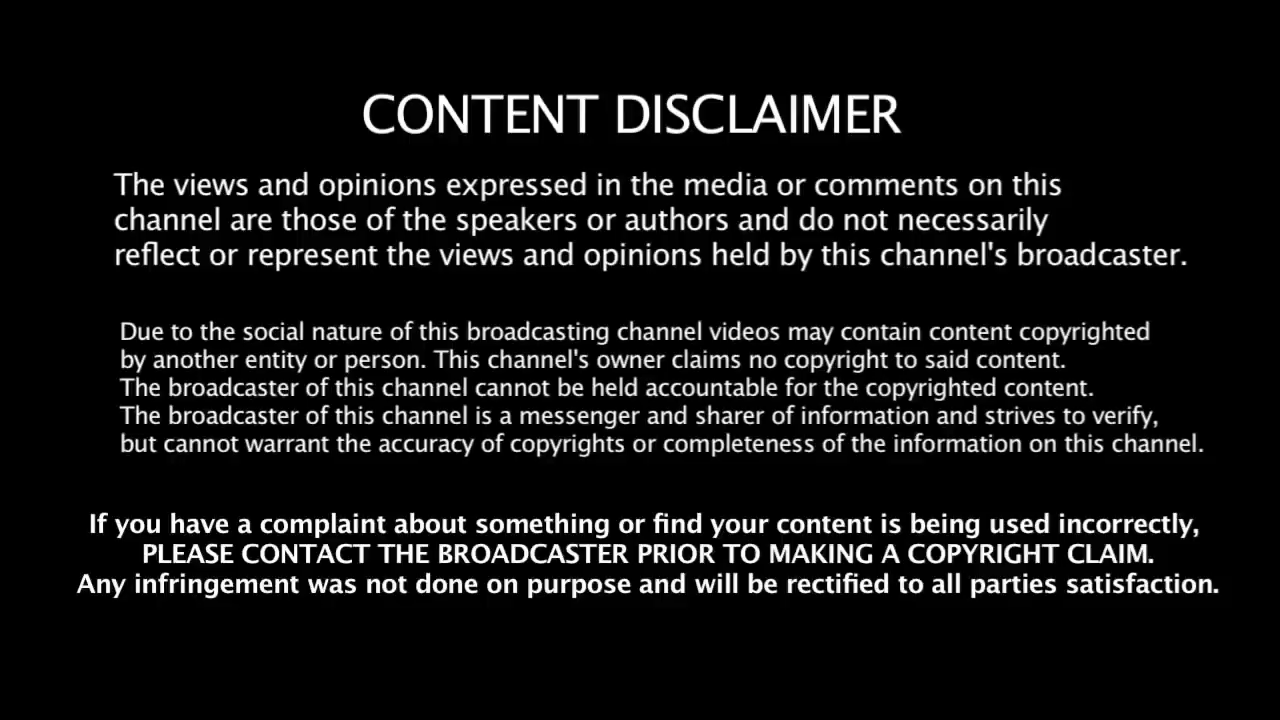 CONTENT DISCLAIMER
The views and opinions expressed in the media or comments on this
channel are those of the speakers or authors and do not necessarily
reflect or represent the views and opinions held by this channel's broadcaster.
Due to the social nature of this broadcasting channel videos may contain content copyrighted
by another entity or person. This channel's owner claims no copyright to said content.
The broadcaster of this channel cannot be held accountable for the copyrighted content.
The broadcaster of this channel is a messenger and sharer of information and strives to verify,
but cannot warrant the accuracy of copyrights or completeness of the information on this channel.
If you have a complaint about something or find your content is being used incorrectly,
PLEASE CONTACT THE BROADCASTER PRIOR TO MAKING A COPYRIGHT CLAIM.
Any infringement was not done on purpose and will be rectified to all parties satisfaction.